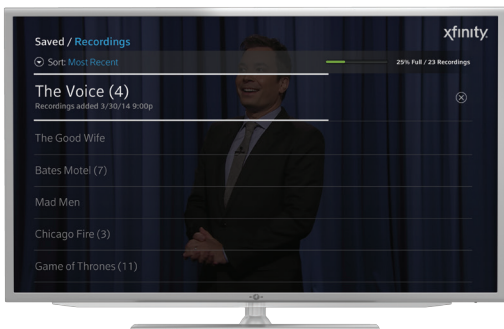 xfinity
Saved / Recordings
Sort: Most Recent
25% Full / 23 Recordings
The Voice (4)
Recordings added 3/30/14 9:00p
The Good Wife
Bates Motel (7)
Mad Men
Chicago Fire (3)
Game of Thrones (11)